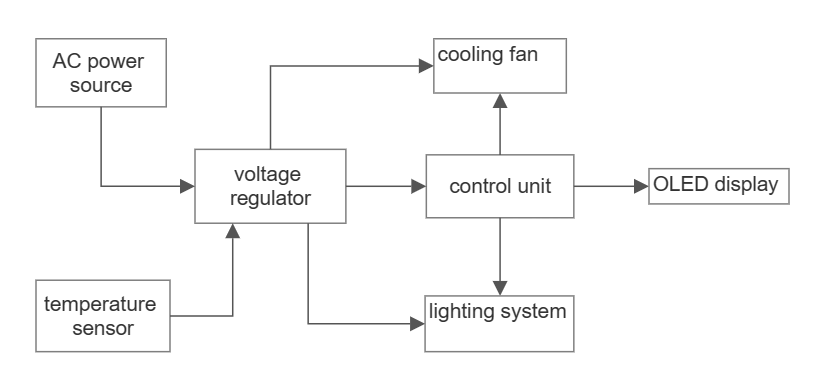 AC power
source
cooling fan
voltage
regulator
control unit
OLED display
temperature
sensor
lighting system